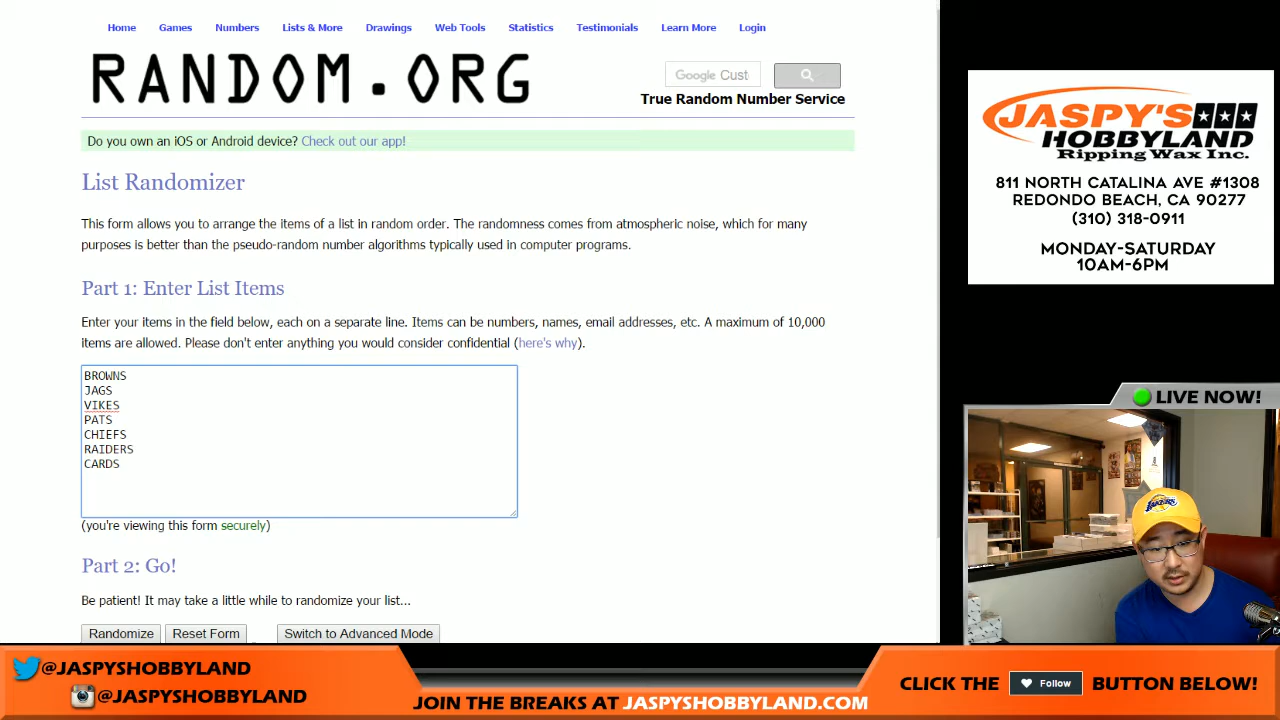 Home Games Numbers Lists & More Drawings Web Tools Statistics Testimonials Learn More Login
RANDOM.ORG
Google Cust
True Random Number Service
Do you own an iOS or Android device? Check out our app!
List Randomizer
This form allows you to arrange the items of a list in random order. The randomness comes from atmospheric noise, which for many
purposes is better than the pseudo-random number algorithms typically used in computer programs.
Part 1: Enter List Items
Enter your items in the field below, each on a separate line. Items can be numbers, names, email addresses, etc. A maximum of 10,000
items are allowed. Please don't enter anything you would consider confidential (here's why).
BROWNS
JAGS
VIKES
PATS
CHIEFS
RAIDERS
CARDS
(you're viewing this form securely)
Part 2: Go!
Be patient! It may take a little while to randomize your list...
Randomize Reset Form Switch to Advanced Mode
JASPY'S
HOBBYLAND
Ripping Wax Inc.
811 NORTH CATALINA AVE #1308
REDONDO BEACH, CA 90277
(310) 318-0911
MONDAY-SATURDAY
10AM-6PM
LIVE NOW!
LAKERS
@JASPYSHOBBYLAND
@JASPYSHOBBYLAND
JOIN THE BREAKS AT JASPYSHOBBYLAND.COM
CLICK THE Follow BUTTON BELOW!